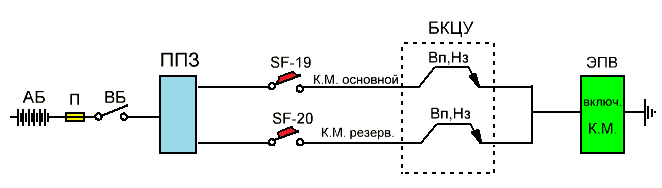 БКЦУ
ППЗ
SF-19
Вп,Нз
ЭПВ
АБ
П
ВБ
К.М. основной
включ.
К.М.
SF-20
Вп,Нз
К.М. резерв.